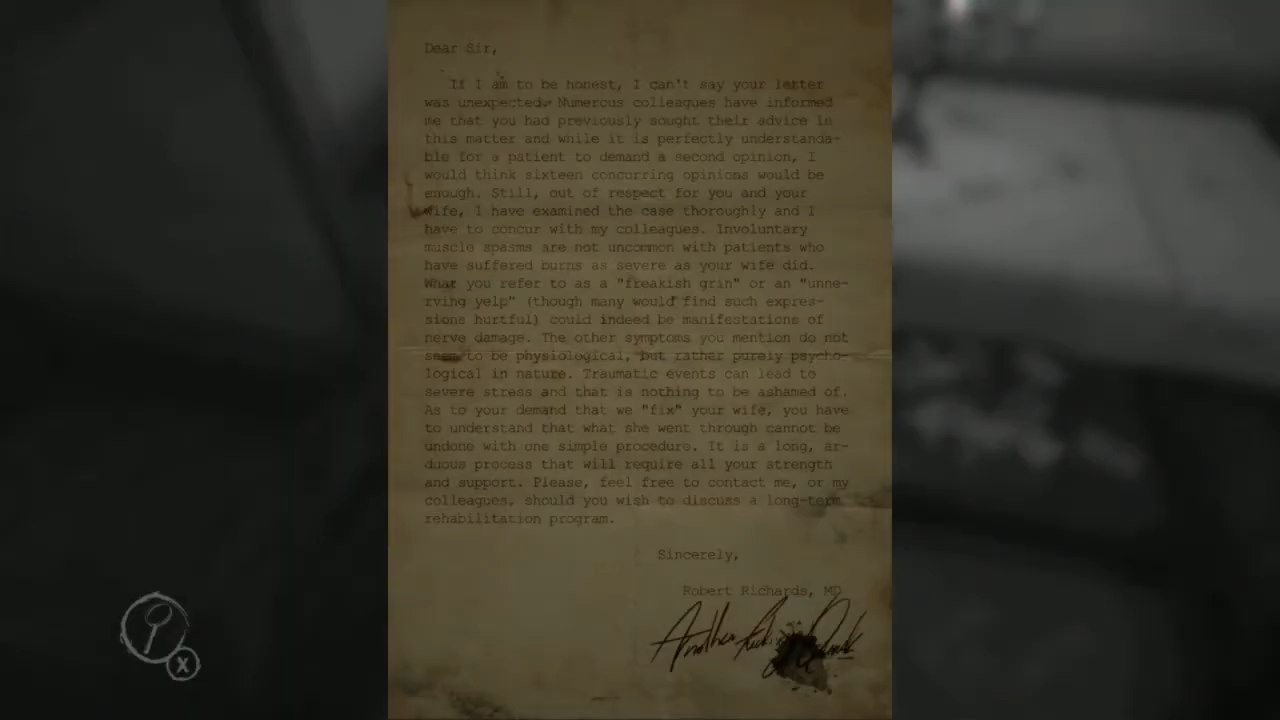 Dear Sir,
If I am to be honest, I can't say your letter
was unexpected. Numerous colleagues have informed
me that you had previously sought their advice in
this matter and while it is perfectly understanda-
ble for a patient to demand a second opinion, I
would think sixteen concurring opinions would be
enough. Still, out of respect for you and your
wife, I have examined the case thoroughly and I
have to concur with my colleagues. Involuntary
muscle spasms are not uncommon with patients who
have suffered burns as severe as your wife did.
What you refer to as a "freakish grin" or an "unne-
rving yelp" (though many would find such expres-
sions hurtful) could indeed be manifestations of
nerve damage. The other symptoms you mention do not
seem to be physiological, but rather purely psycho-
logical in nature. Traumatic events can lead to
severe stress and that is nothing to be ashamed of.
As to your demand that we "fix" your wife, you have
to understand that what she went through cannot be
undone with one simple procedure. It is a long, ar-
duous process that will require all your strength
and support. Please, feel free to contact me, or my
colleagues, should you wish to discuss a long-term
rehabilitation program.
Sincerely,
Robert Richards, MD
Another
X